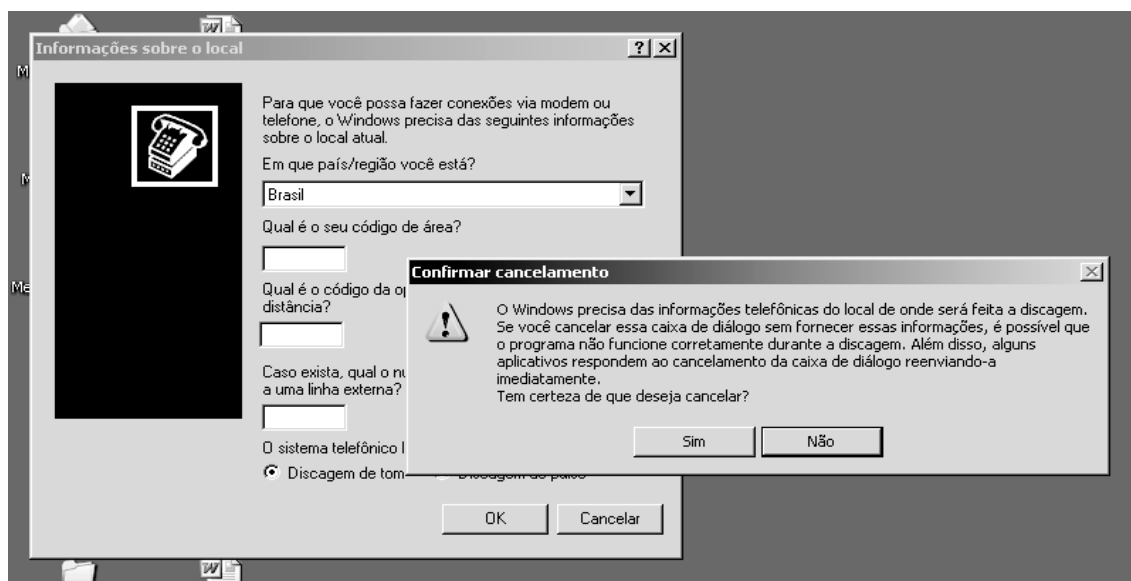 Informações sobre o local
Para que você possa fazer conexões via modem ou
telefone, o Windows precisa das seguintes informações
sobre o local atual.
Em que país/região você está?
Brasil
Qual é o seu código de área?
Qual é o código da
distância?
Caso exista, qual o
a uma linha externa?
O sistema telefônico
Discagem de tom
OK
Cancelar
Confirmar cancelamento
O Windows precisa das informações telefônicas do local de onde será feita a discagem.
Se você cancelar essa caixa de diálogo sem fornecer essas informações, é possível que
o programa não funcione corretamente durante a discagem. Além disso, alguns
aplicativos respondem ao cancelamento da caixa de diálogo reenviando-a
imediatamente.
Tem certeza de que deseja cancelar?
Sim
Não